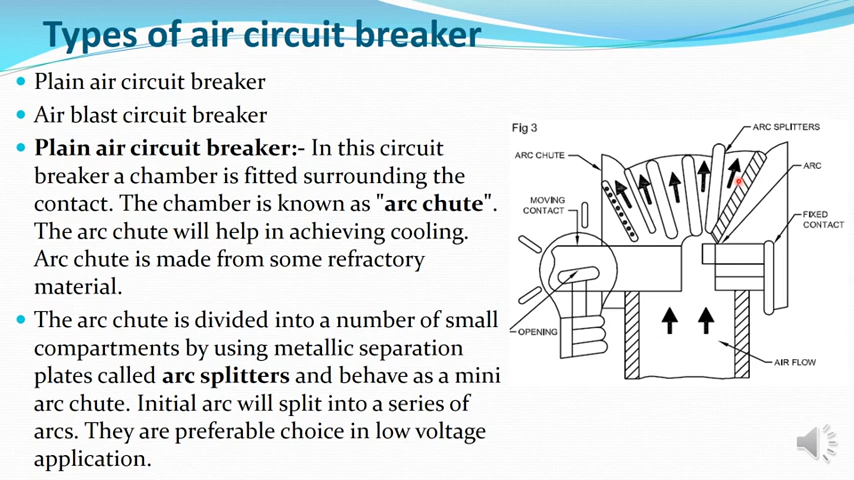 Types of air circuit breaker
Plain air circuit breaker
Air blast circuit breaker
Plain air circuit breaker:- In this circuit
breaker a chamber is fitted surrounding the
contact. The chamber is known as "arc chute".
The arc chute will help in achieving cooling.
Arc chute is made from some refractory
material.
The arc chute is divided into a number of small
compartments by using metallic separation
plates called arc splitters and behave as a mini
arc chute. Initial arc will split into a series of
arcs. They are preferable choice in low voltage
application.
Fig 3
ARC SPLITTERS
ARC CHUTE
ARC
MOVING
CONTACT
FIXED
CONTACT
OPENING
AIR FLOW